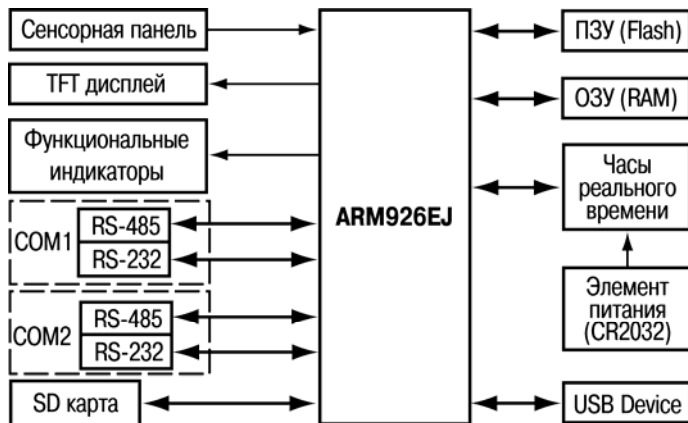 Сенсорная панель
TFT дисплей
Функциональные
индикаторы
COM1
RS-485
RS-232
COM2
RS-485
RS-232
SD карта
ARM926EJ
ПЗУ (Flash)
ОЗУ (RAM)
Часы
реального
времени
Элемент
питания
(CR2032)
USB Device